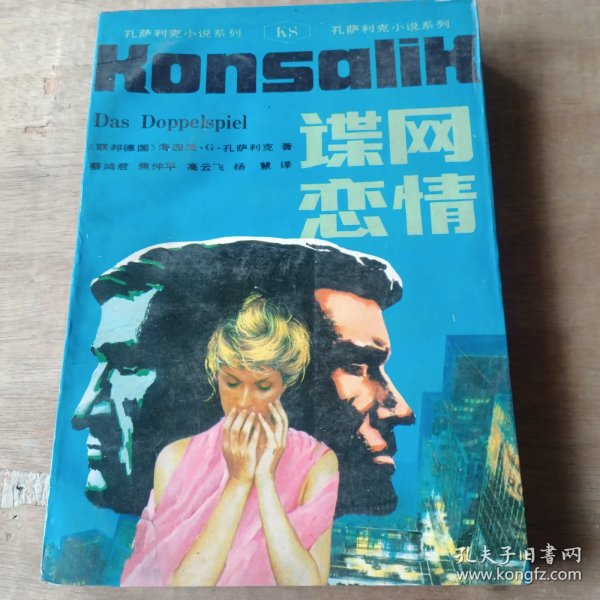 孔萨利克小说系列 KS 孔萨利克小说系列
Konsalik
Das Doppelspiel
谍网
恋情
(联邦德国)海因茨·G·孔萨利克 著
蔡鸿君 焦仲平 高云飞 杨 慧 译
孔夫子旧书网
www.kongfz.com